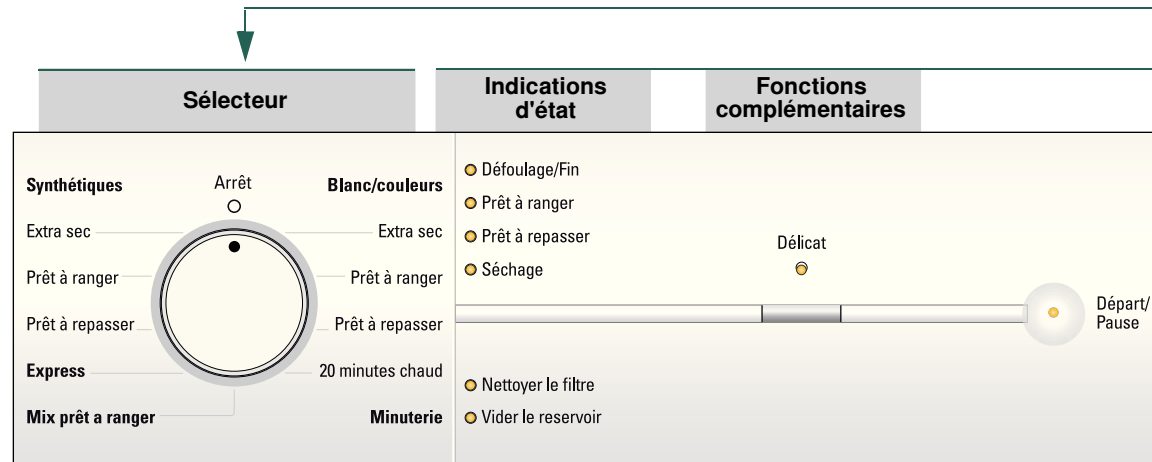 Sélecteur
Indications
d'état
Fonctions
complémentaires
Synthétiques
Arrêt
Blanc/couleurs
Extra sec
Extra sec
Prêt à ranger
Prêt à ranger
Prêt à repasser
Prêt à repasser
Express
20 minutes chaud
Mix prêt a ranger
Minuterie
Défoulage/Fin
Prêt à ranger
Prêt à repasser
Séchage
Délicat
Départ/
Pause
Nettoyer le filtre
Vider le reservoir